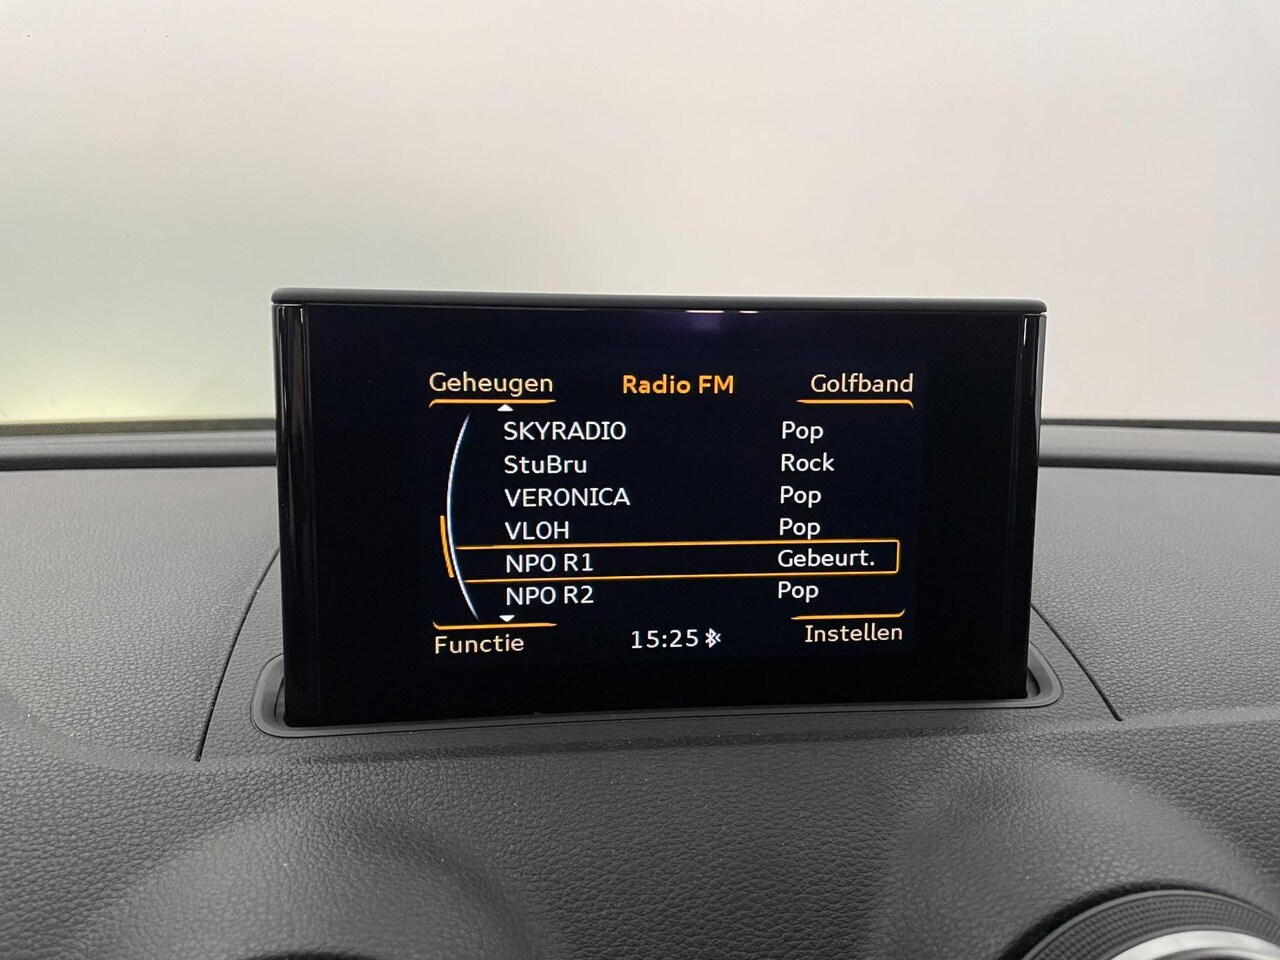 Geheugen Radio FM Golfband
SKYRADIO Pop
StuBru Rock
VERONICA Pop
VLOH Pop
NPO R1 Gebeurt.
NPO R2 Pop
Functie 15:25 Instellen